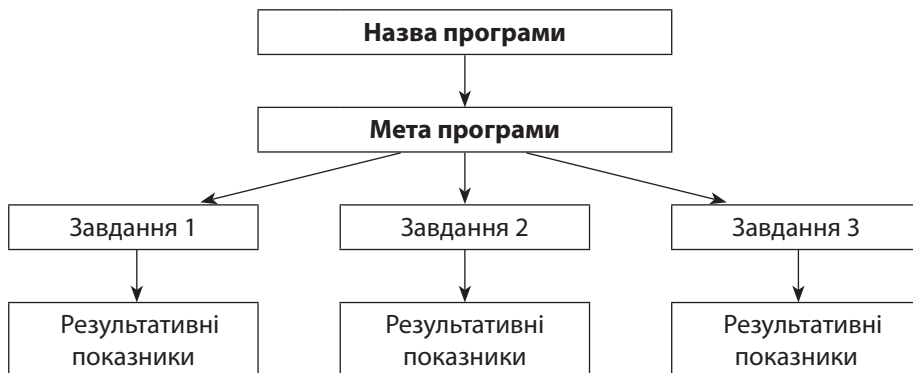 Назва програми
Мета програми
Завдання 1
Завдання 2
Завдання 3
Результативні
показники
Результативні
показники
Результативні
показники